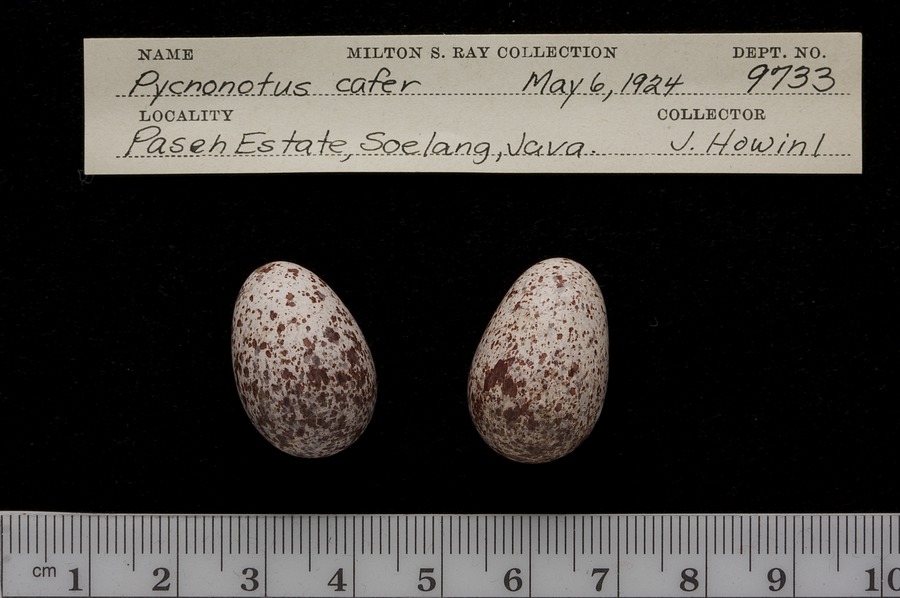 NAME MILTON S. RAY COLLECTION DEPT. NO.
Pycnonotus cafer May 6, 1924 9733
LOCALITY COLLECTOR
Paseh Estate, Soelang, Java. J. Howinl
cm 1 2 3 4 5 6 7 8 9 10